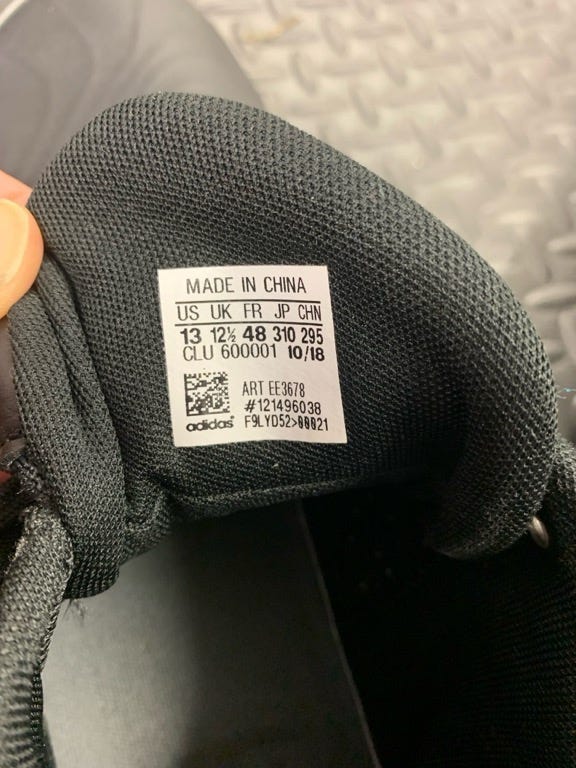 MADE IN CHINA
US UK FR JP CHN
13 12½ 48 310 295
CLU 600001 10/18
ART EE3678
#121496038
adidas F9LYD52>00021